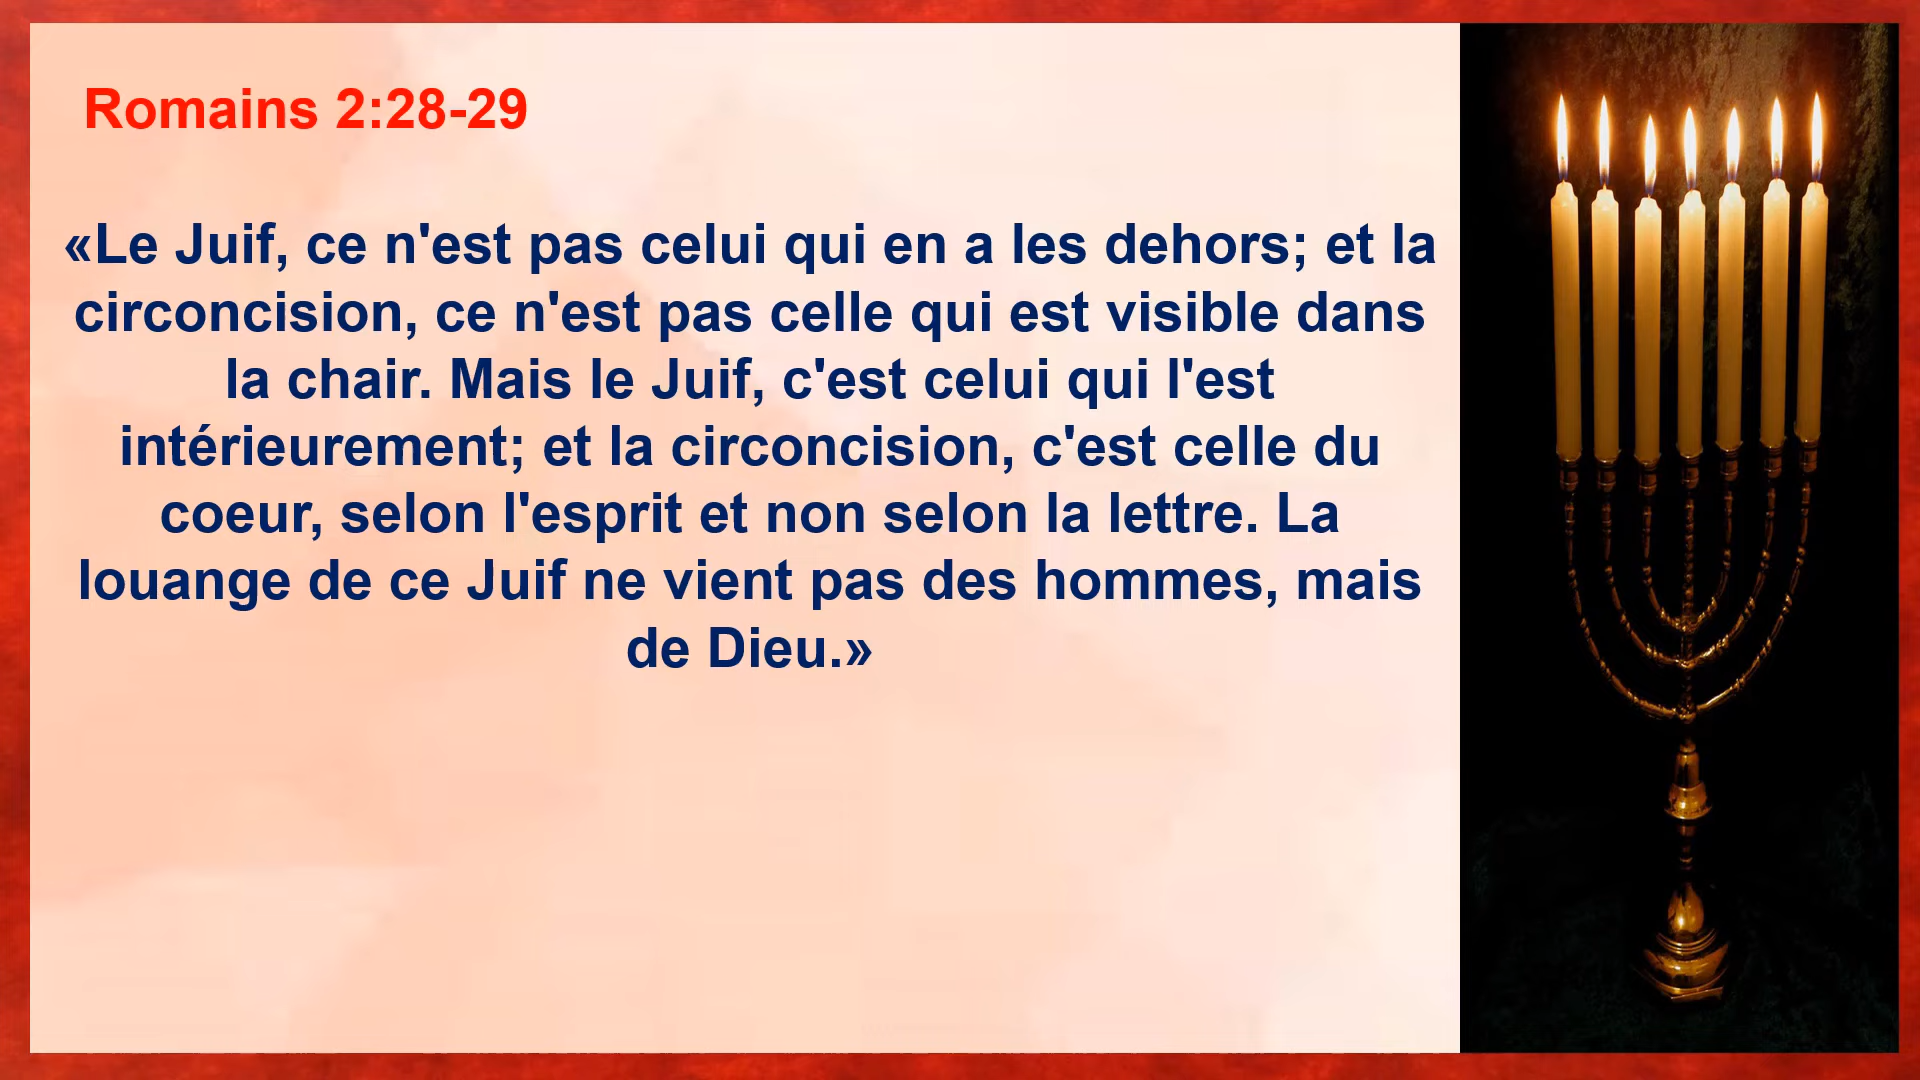 Romains 2:28-29
«Le Juif, ce n'est pas celui qui en a les dehors; et la
circoncision, ce n'est pas celle qui est visible dans
la chair. Mais le Juif, c'est celui qui l'est
intérieurement; et la circoncision, c'est celle du
coeur, selon l'esprit et non selon la lettre. La
louange de ce Juif ne vient pas des hommes, mais
de Dieu.»